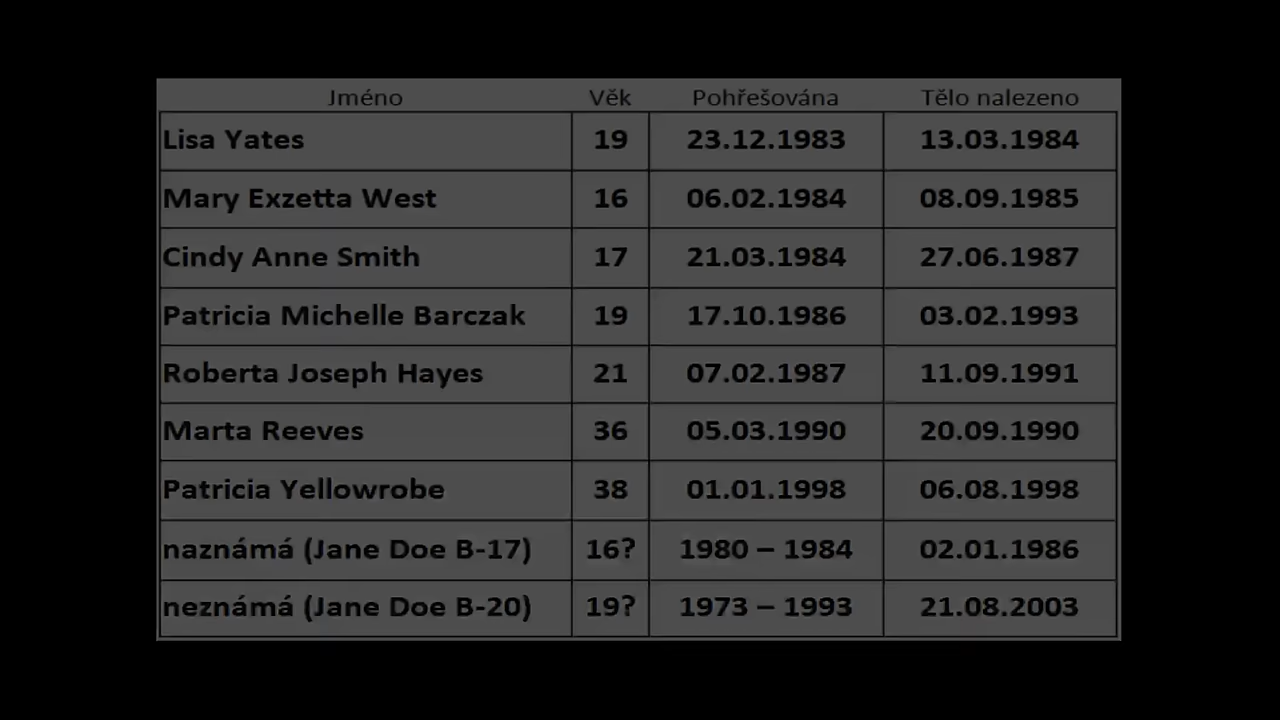 Jméno Věk Pohřešována Tělo nalezeno
Lisa Yates 19 23.12.1983 13.03.1984
Mary Exzetta West 16 06.02.1984 08.09.1985
Cindy Anne Smith 17 21.03.1984 27.06.1987
Patricia Michelle Barczak 19 17.10.1986 03.02.1993
Roberta Joseph Hayes 21 07.02.1987 11.09.1991
Marta Reeves 36 05.03.1990 20.09.1990
Patricia Yellowrobe 38 01.01.1998 06.08.1998
naznámá (Jane Doe B-17) 16? 1980 – 1984 02.01.1986
neznámá (Jane Doe B-20) 19? 1973 – 1993 21.08.2003